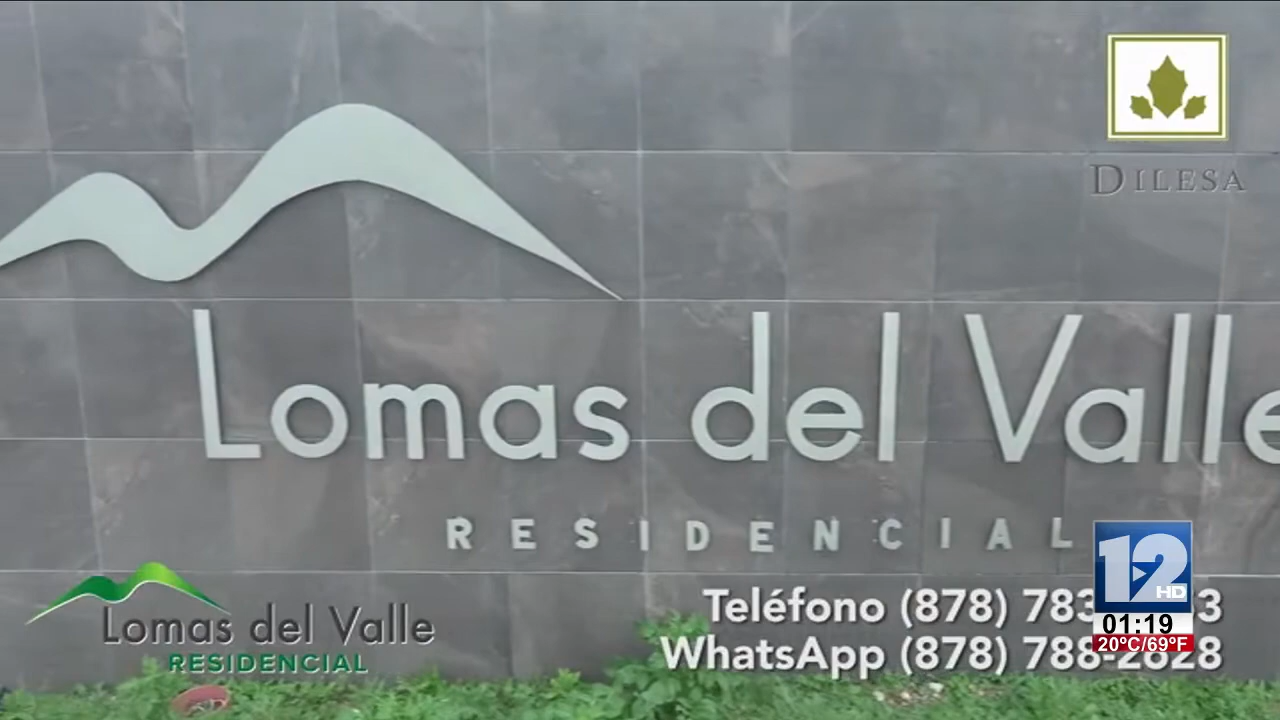 DILESA
Lomas del Valle
RESIDENCIAL
12
HD
Lomas del Valle
RESIDENCIAL
Teléfono (878) 783
WhatsApp (878) 788-2628
01:19
20°C/69°F